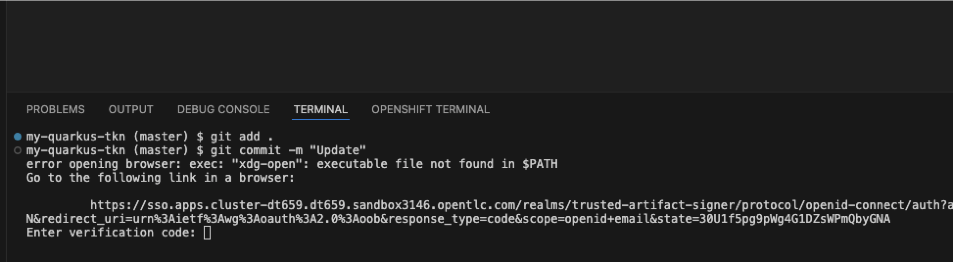 PROBLEMS OUTPUT DEBUG CONSOLE TERMINAL OPENSHIFT TERMINAL
my-quarkus-tkn (master) $ git add .
my-quarkus-tkn (master) $ git commit -m "Update"
error opening browser: exec: "xdg-open": executable file not found in $PATH
Go to the following link in a browser:
https://sso.apps.cluster-dt659.dt659.sandbox3146.opentlc.com/realms/trusted-artifact-signer/protocol/openid-connect/auth?a
N&redirect_uri=urn%3Aietf%3Awg%3Aoauth%3A2.0%3Aoob&response_type=code&scope=openid+email&state=30U1f5pg9pWg4G1DZsWPmQbyGNA
Enter verification code: